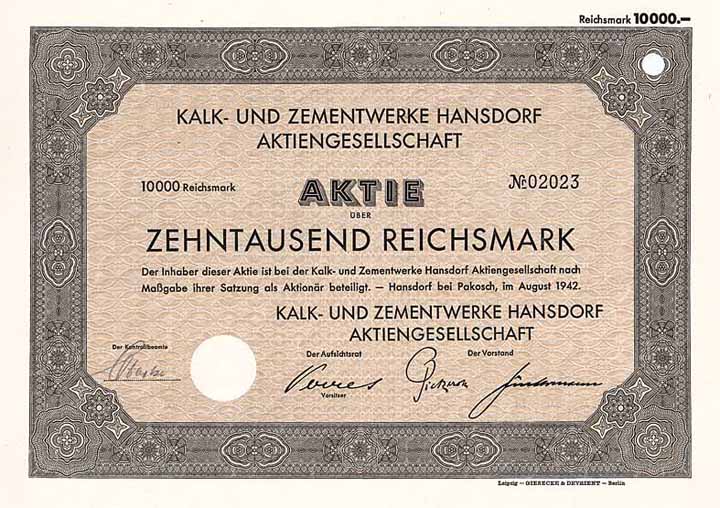 Reichsmark 10000.—
KALK- UND ZEMENTWERKE HANSDORF
AKTIENGESELLSCHAFT
10000 Reichsmark
AKTIE
№ 02023
ÜBER
ZEHNTAUSEND REICHSMARK
Der Inhaber dieser Aktie ist bei der Kalk- und Zementwerke Hansdorf Aktiengesellschaft nach
Maßgabe ihrer Satzung als Aktionär beteiligt. — Hansdorf bei Pakosch, im August 1942.
KALK- UND ZEMENTWERKE HANSDORF
AKTIENGESELLSCHAFT
Der Kontrollbeamte
Der Aufsichtsrat
Der Vorstand
Vorsitzer
Leipzig — GIESECKE & DEVRIENT — Berlin